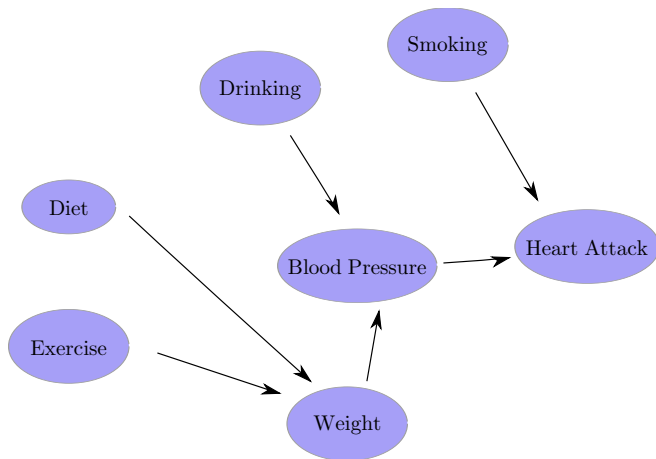 Smoking
Drinking
Diet
Heart Attack
Blood Pressure
Exercise
Weight